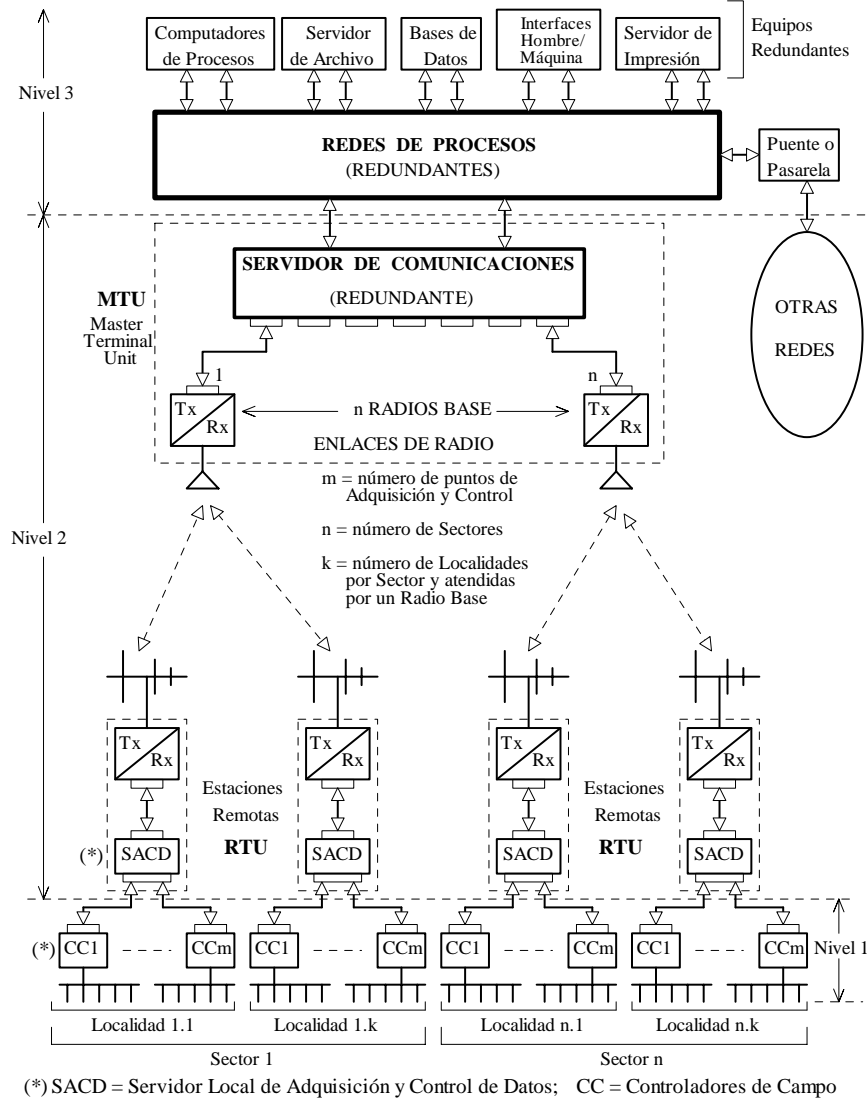 Computadores
de Procesos
Servidor
de Archivo
Bases de
Datos
Interfaces
Hombre/
Máquina
Servidor de
Impresión
Equipos
Redundantes
Nivel 3
REDES DE PROCESOS
(REDUNDANTES)
Puente o
Pasarela
SERVIDOR DE COMUNICACIONES
(REDUNDANTE)
MTU
Master
Terminal
Unit
OTRAS
REDES
1
n
Tx
Rx
n RADIOS BASE
Tx
Rx
ENLACES DE RADIO
m = número de puntos de
Adquisición y Control
n = número de Sectores
k = número de Localidades
por Sector y atendidas
por un Radio Base
Nivel 2
Tx
Rx
Tx
Rx
Tx
Rx
Tx
Rx
Estaciones
Remotas
RTU
Estaciones
Remotas
RTU
(*)
SACD
SACD
SACD
SACD
(*)
CC1
CCm
CC1
CCm
CC1
CCm
CC1
CCm
Nivel 1
Localidad 1.1
Localidad 1.k
Localidad n.1
Localidad n.k
Sector 1
Sector n
(*) SACD = Servidor Local de Adquisición y Control de Datos; CC = Controladores de Campo